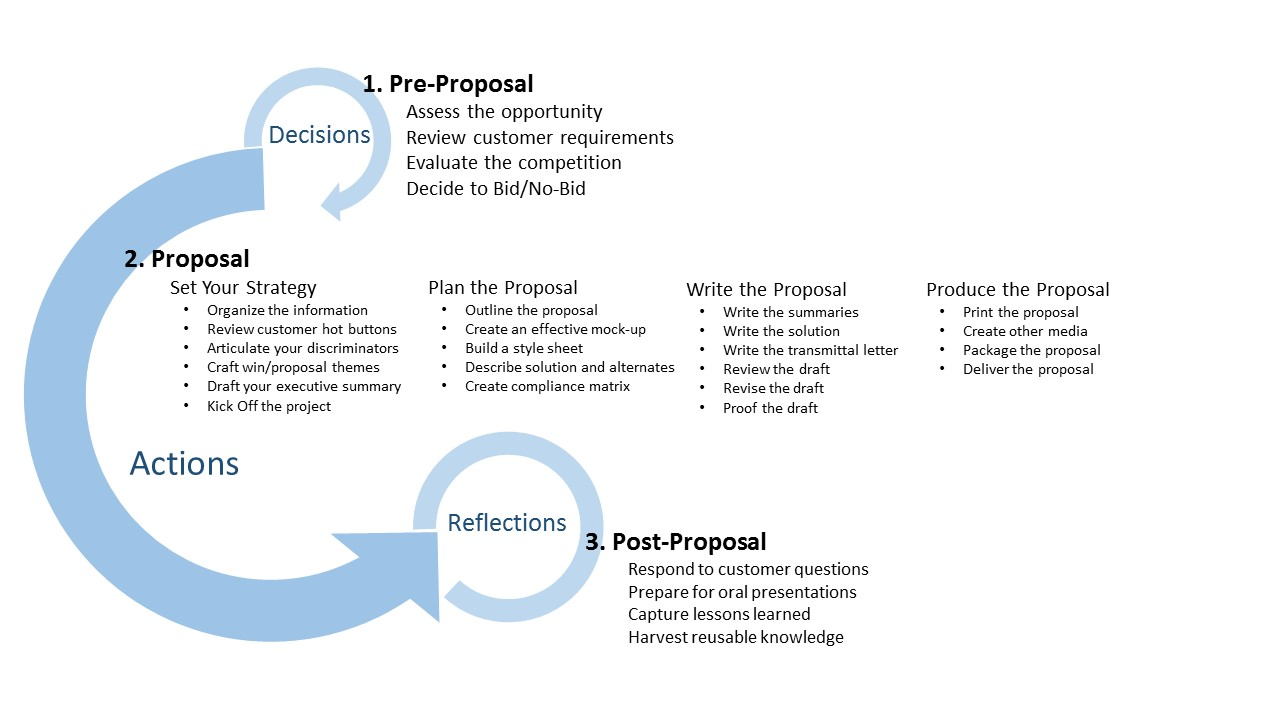 1. Pre-Proposal
Decisions
Assess the opportunity
Review customer requirements
Evaluate the competition
Decide to Bid/No-Bid
2. Proposal
Set Your Strategy
• Organize the information
• Review customer hot buttons
• Articulate your discriminators
• Craft win/proposal themes
• Draft your executive summary
• Kick Off the project
Plan the Proposal
• Outline the proposal
• Create an effective mock-up
• Build a style sheet
• Describe solution and alternates
• Create compliance matrix
Write the Proposal
• Write the summaries
• Write the solution
• Write the transmittal letter
• Review the draft
• Revise the draft
• Proof the draft
Produce the Proposal
• Print the proposal
• Create other media
• Package the proposal
• Deliver the proposal
Actions
Reflections
3. Post-Proposal
Respond to customer questions
Prepare for oral presentations
Capture lessons learned
Harvest reusable knowledge